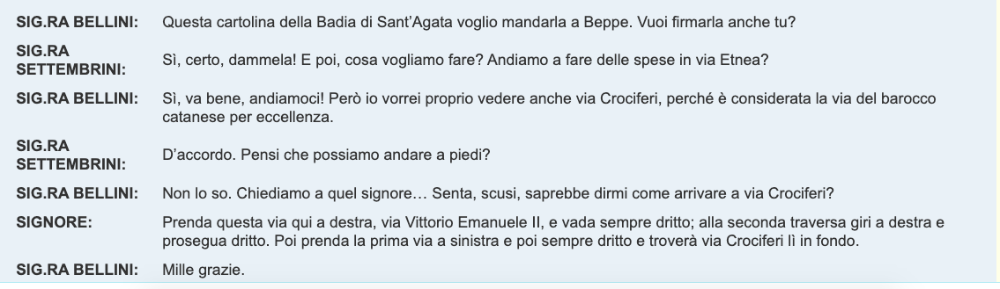 SIG.RA BELLINI: Questa cartolina della Badia di Sant’Agata voglio mandarla a Beppe. Vuoi firmarla anche tu?
SIG.RA
SETTEMBRINI: Sì, certo, dammela! E poi, cosa vogliamo fare? Andiamo a fare delle spese in via Etnea?
SIG.RA BELLINI: Sì, va bene, andiamoci! Però io vorrei proprio vedere anche via Crociferi, perché è considerata la via del barocco
catanese per eccellenza.
SIG.RA
SETTEMBRINI: D’accordo. Pensi che possiamo andare a piedi?
SIG.RA BELLINI: Non lo so. Chiediamo a quel signore… Senta, scusi, saprebbe dirmi come arrivare a via Crociferi?
SIGNORE: Prenda questa via qui a destra, via Vittorio Emanuele II, e vada sempre dritto; alla seconda traversa giri a destra e
prosegua dritto. Poi prenda la prima via a sinistra e poi sempre dritto e troverà via Crociferi lì in fondo.
SIG.RA BELLINI: Mille grazie.